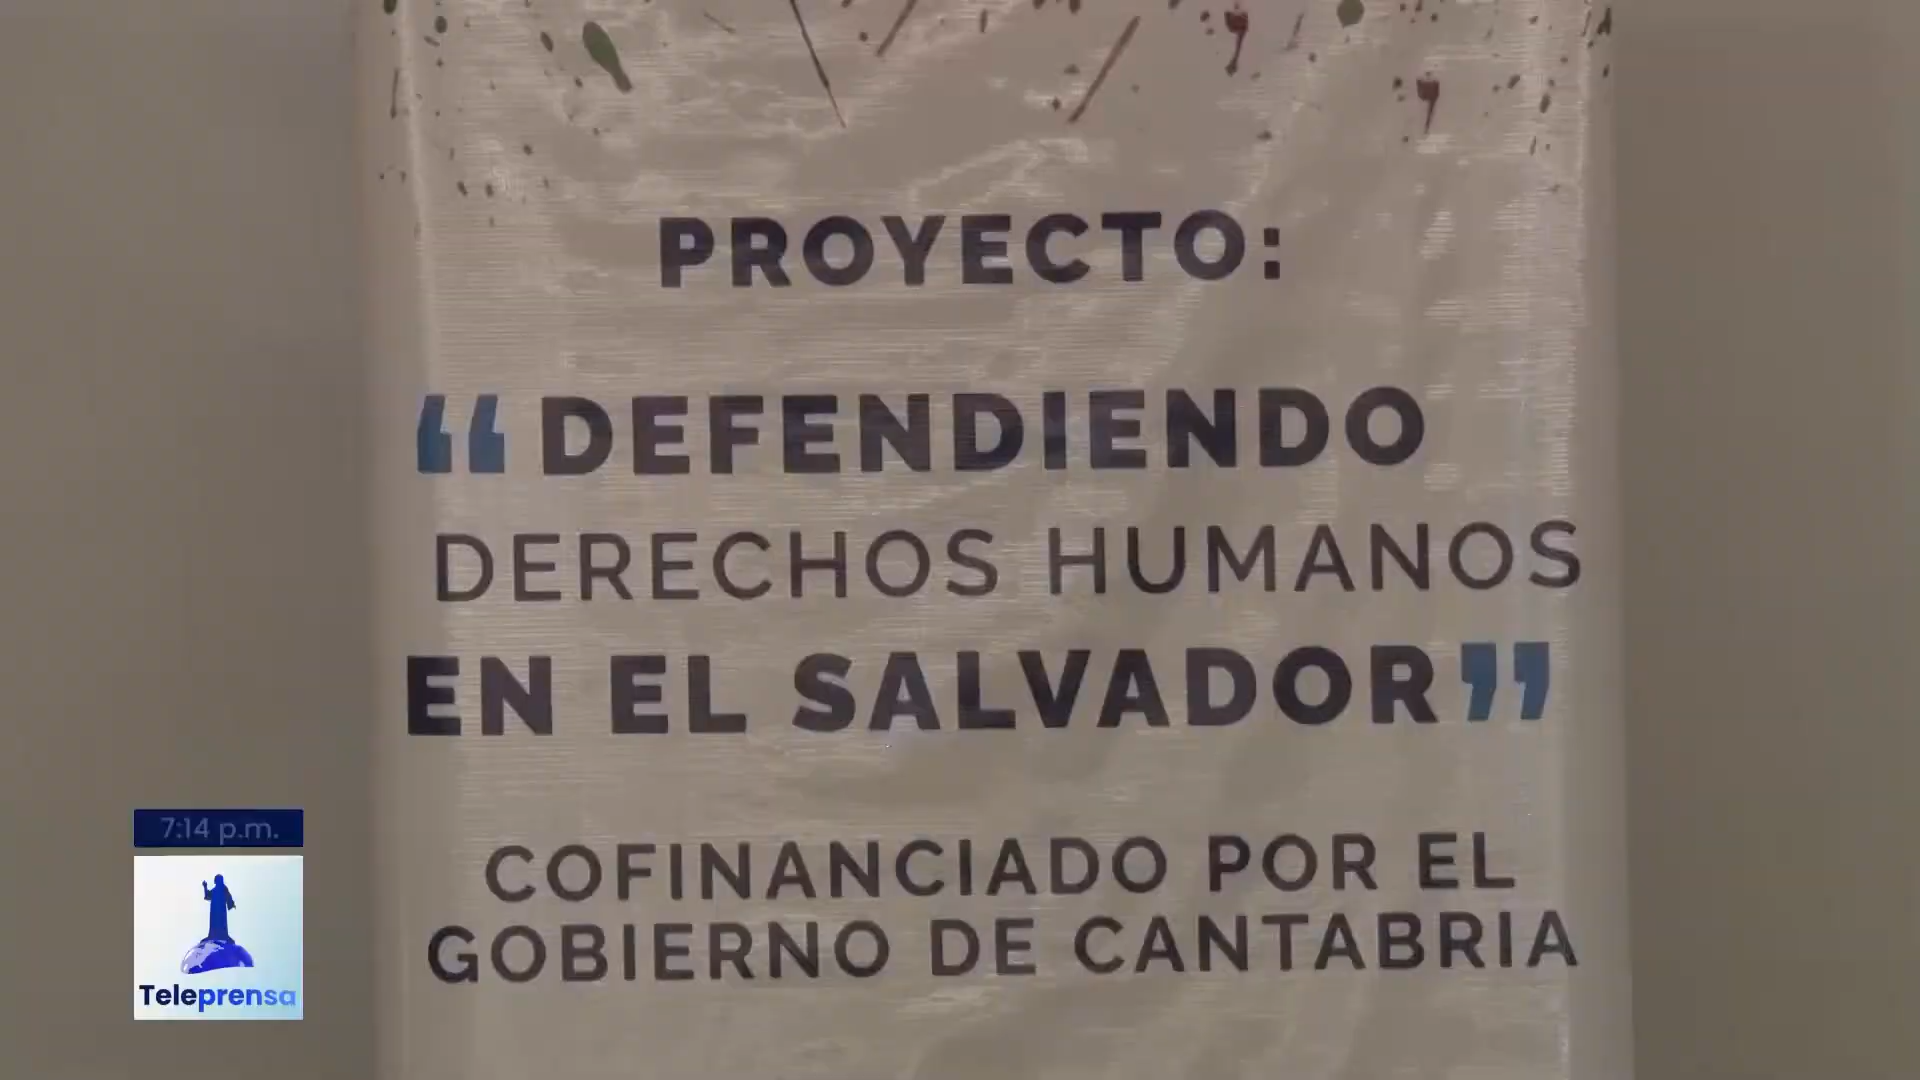 PROYECTO:
“DEFENDIENDO
DERECHOS HUMANOS
EN EL SALVADOR”
COFINANCIADO POR EL
GOBIERNO DE CANTABRIA
7:14 p.m.
Teleprensa